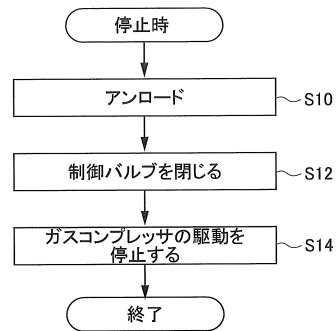 停止時
アンロード S10
制御バルブを閉じる S12
ガスコンプレッサの駆動を
停止する S14
終了